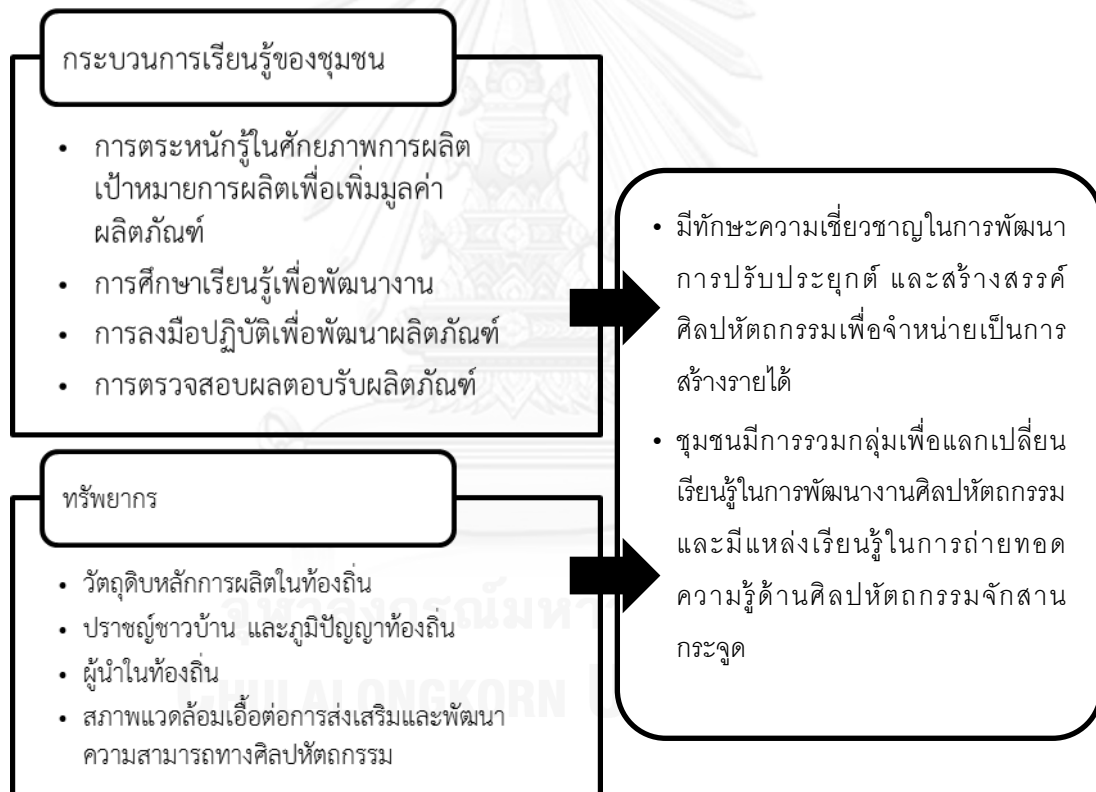 กระบวนการเรียนรู้ของชุมชน
• การตระหนักรู้ในศักยภาพการผลิต
เป้าหมายการผลิตเพื่อเพิ่มมูลค่า
ผลิตภัณฑ์
• การศึกษาเรียนรู้เพื่อพัฒนางาน
• การลงมือปฏิบัติเพื่อพัฒนาผลิตภัณฑ์
• การตรวจสอบผลตอบรับผลิตภัณฑ์
ทรัพยากร
• วัตถุดิบหลักการผลิตในท้องถิ่น
• ปราชญ์ชาวบ้าน และภูมิปัญญาท้องถิ่น
• ผู้นำในท้องถิ่น
• สภาพแวดล้อมเอื้อต่อการส่งเสริมและพัฒนา
ความสามารถทางศิลปหัตถกรรม
• มีทักษะความเชี่ยวชาญในการพัฒนา
การปรับประยุกต์ และสร้างสรรค์
ศิลปหัตถกรรมเพื่อจำหน่ายเป็นการ
สร้างรายได้
• ชุมชนมีการรวมกลุ่มเพื่อแลกเปลี่ยน
เรียนรู้ในการพัฒนางานศิลปหัตถกรรม
และมีแหล่งเรียนรู้ในการถ่ายทอด
ความรู้ด้านศิลปหัตถกรรมจักสาน
กระจูด
CHULALONGKORN